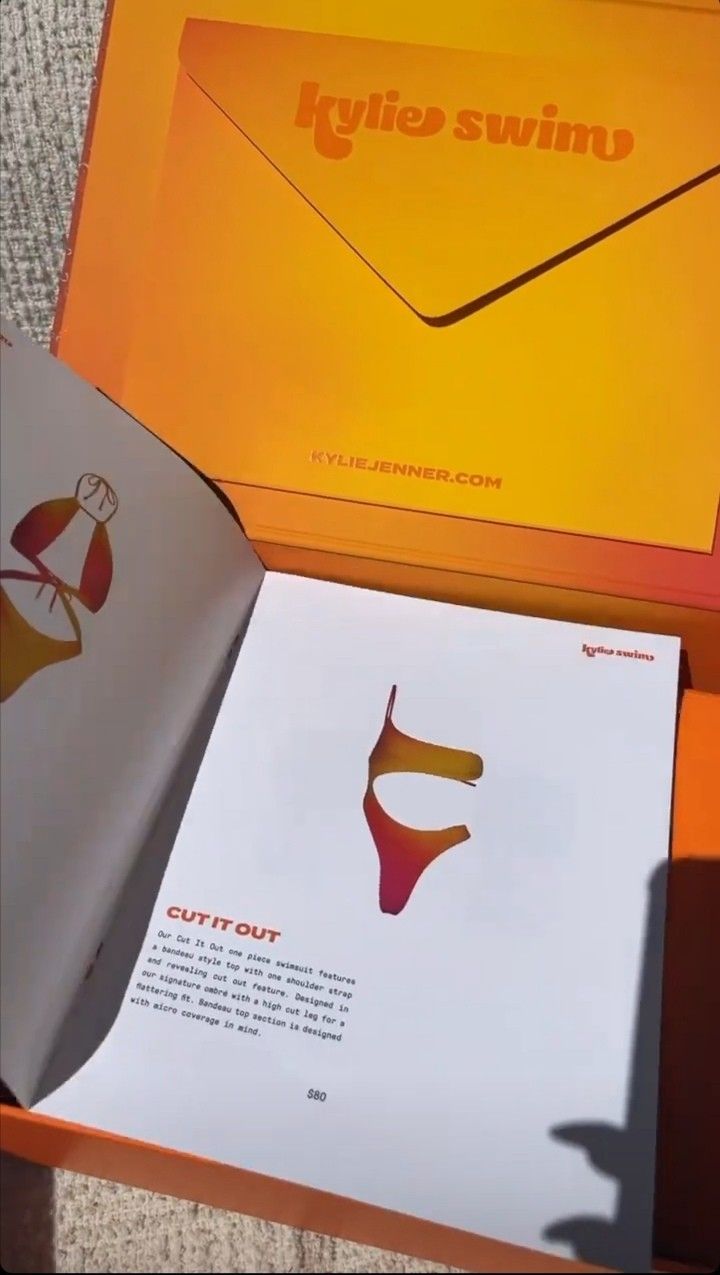 kylie swim
KYLIEJENNER.COM
kylie swim
CUT IT OUT
Our Cut It Out one piece swimsuit features
a bandeau style top with one shoulder strap
and revealing cut out feature. Designed in
our signature ombré with a high cut leg for a
flattering fit. Bandeau top section is designed
with micro coverage in mind.
$80